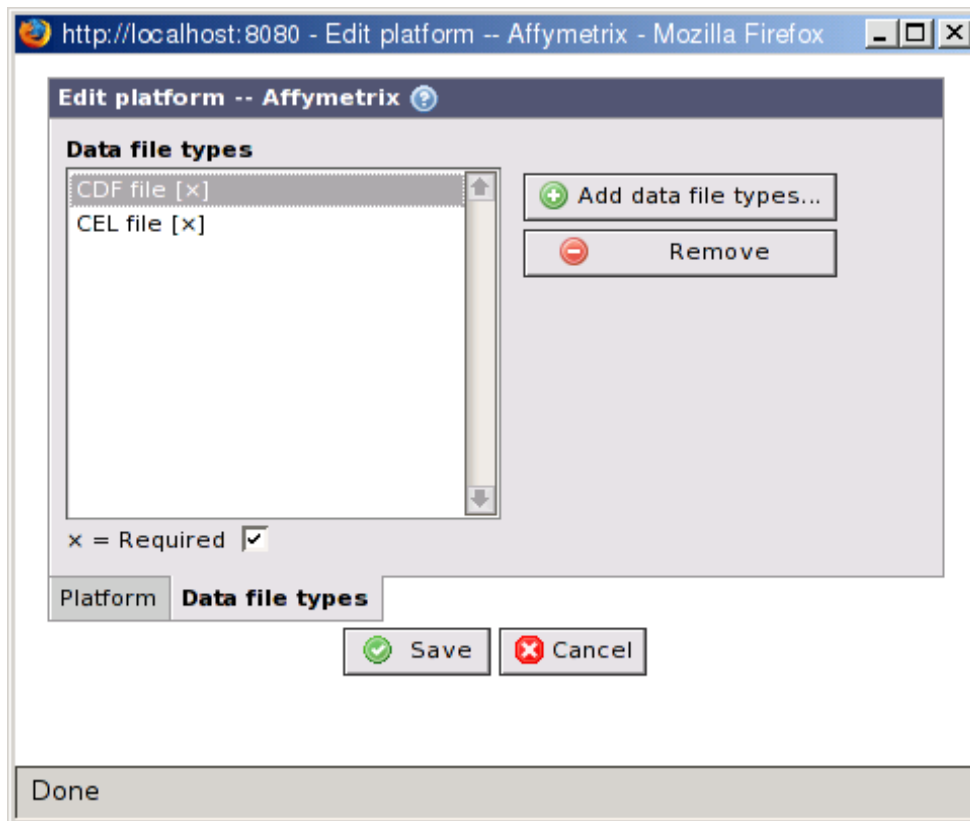 http://localhost:8080 - Edit platform -- Affymetrix - Mozilla Firefox
Edit platform -- Affymetrix ?
Data file types
CDF file [×]
Add data file types...
CEL file [×]
Remove
× = Required
Platform Data file types
Save Cancel
Done